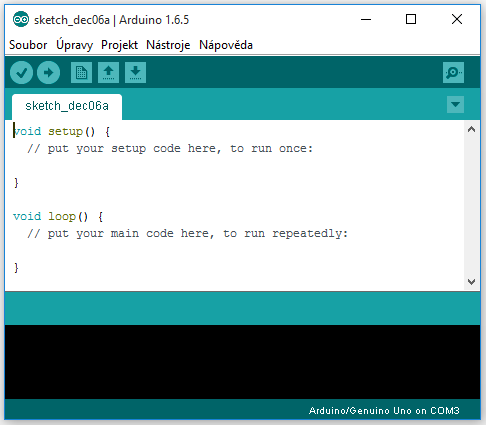 sketch_dec06a | Arduino 1.6.5
Soubor Úpravy Projekt Nástroje Nápověda
sketch_dec06a
void setup() {
  // put your setup code here, to run once:
}
void loop() {
  // put your main code here, to run repeatedly:
}
Arduino/Genuino Uno on COM3